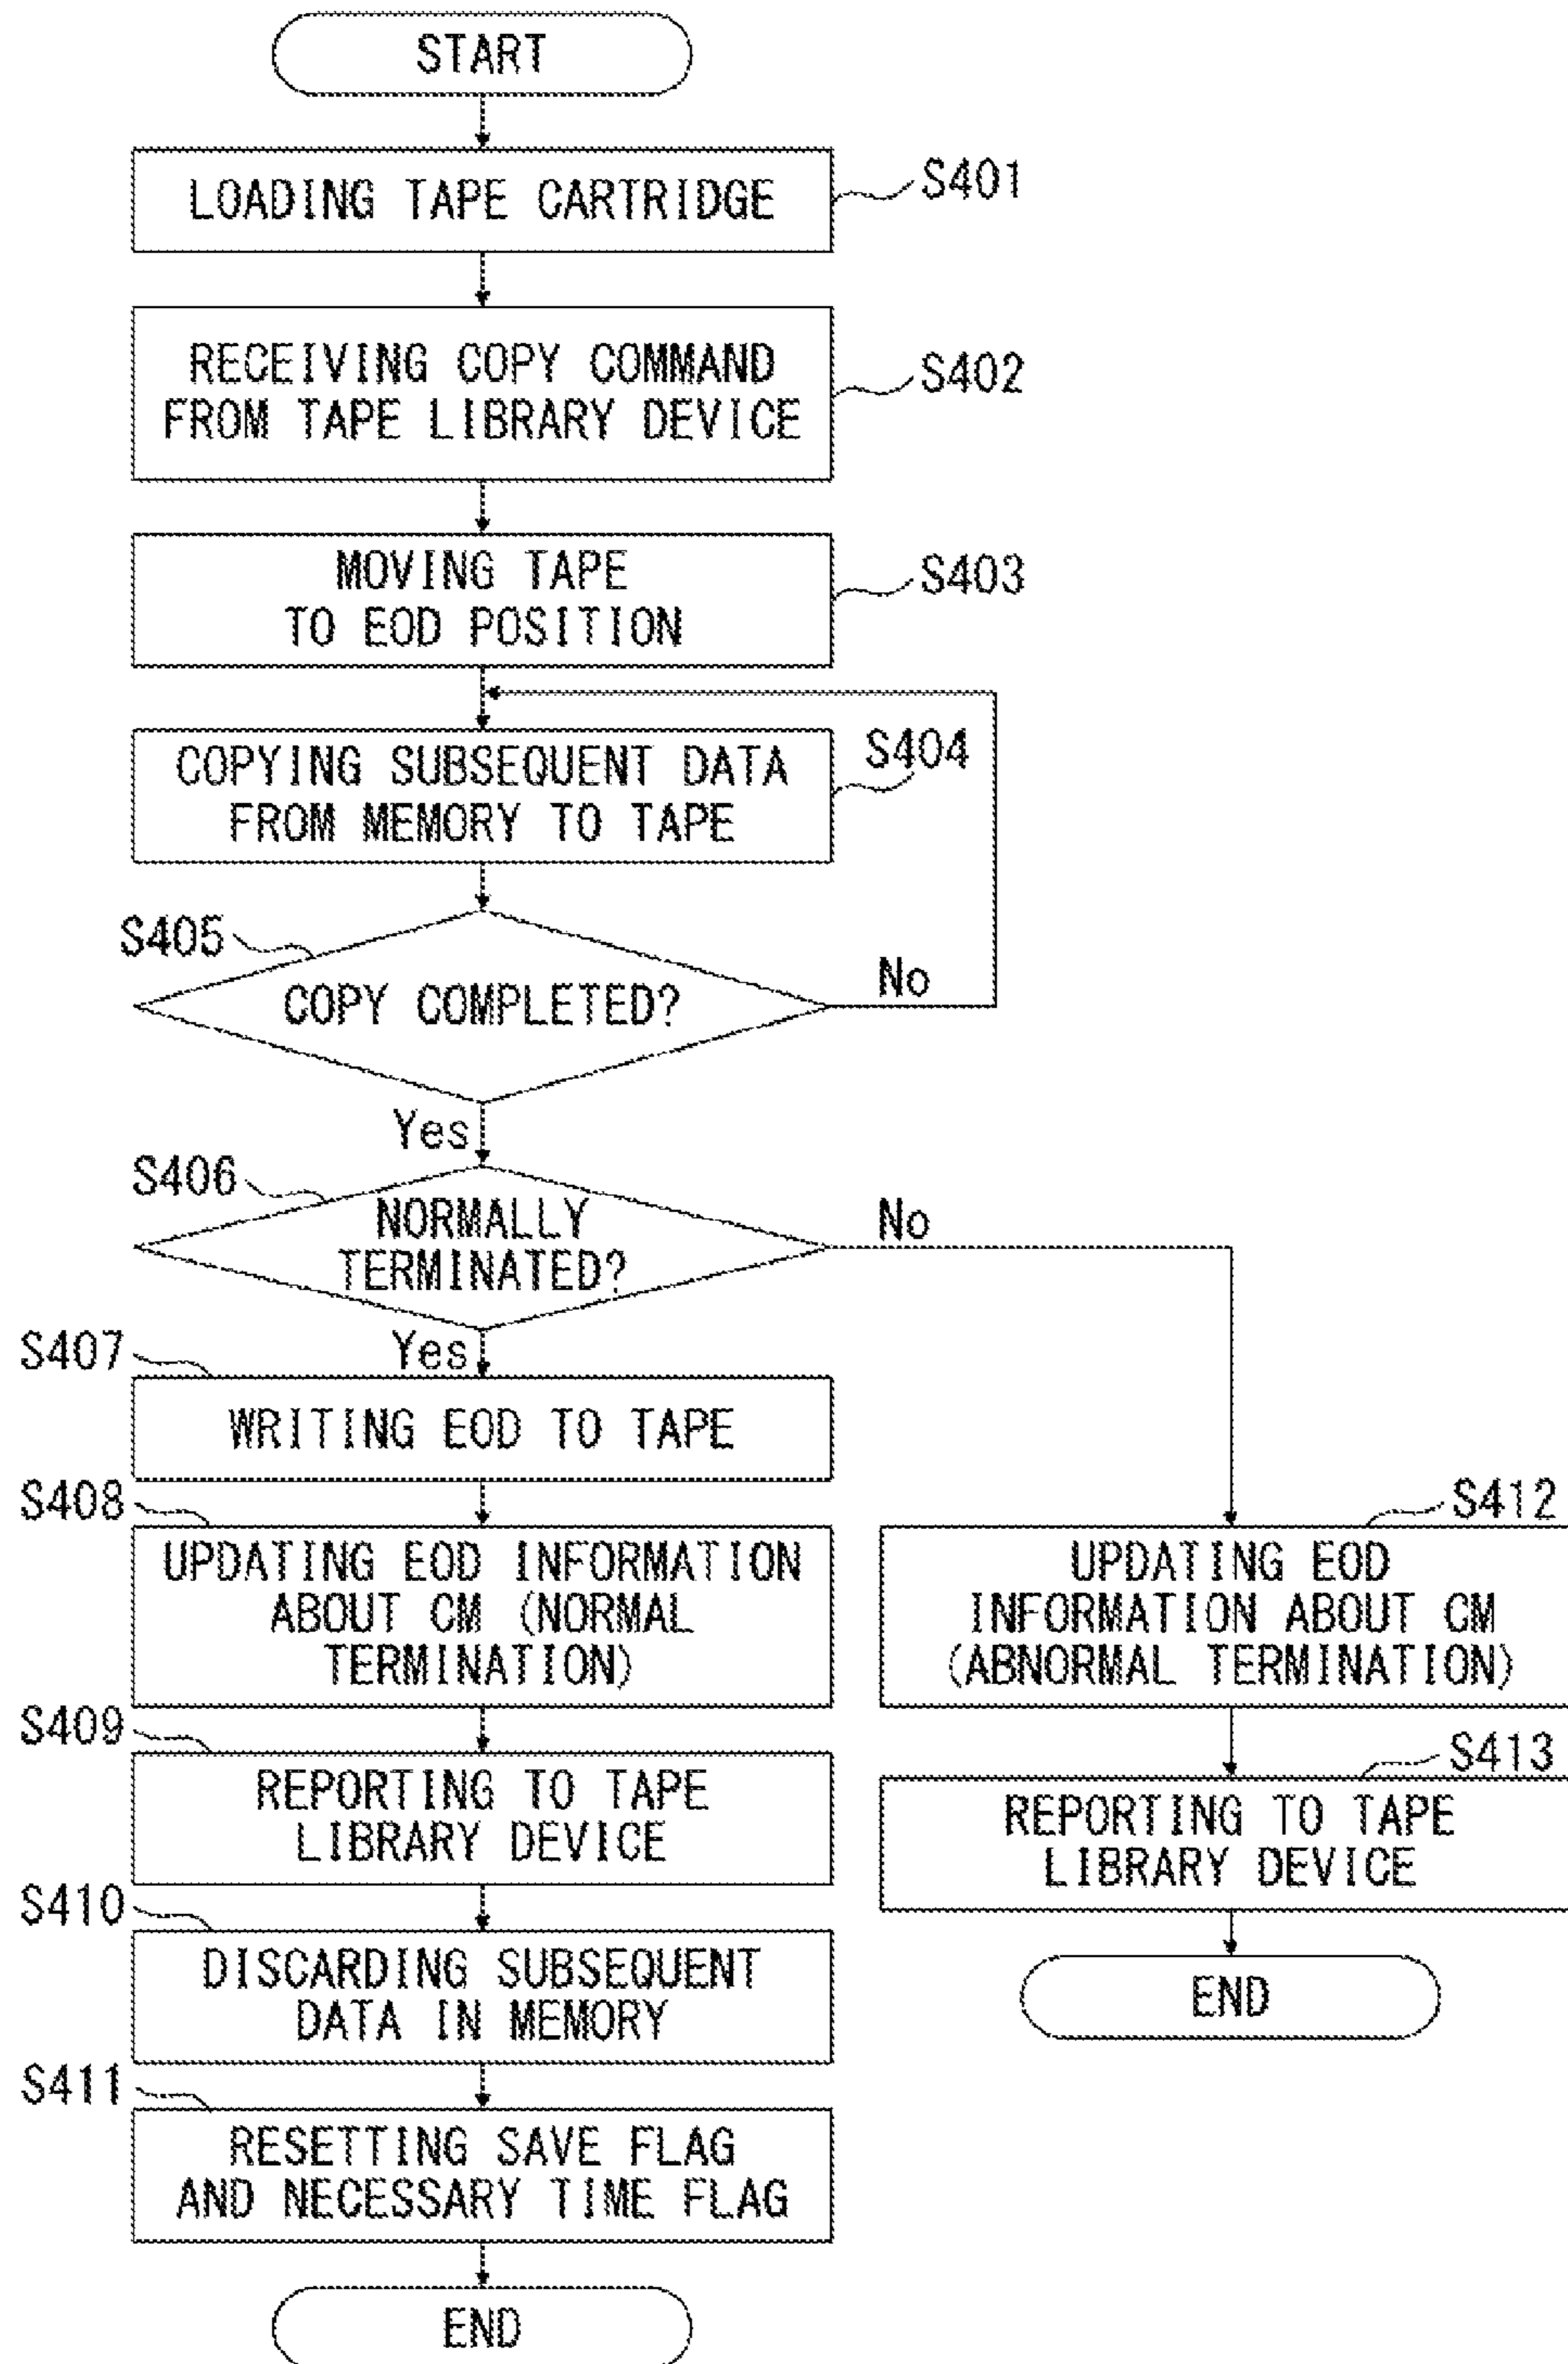 START
LOADING TAPE CARTRIDGE
S401
RECEIVING COPY COMMAND
FROM TAPE LIBRARY DEVICE
S402
MOVING TAPE
TO EOD POSITION
S403
COPYING SUBSEQUENT DATA
FROM MEMORY TO TAPE
S404
S405
COPY COMPLETED?
No
Yes
S406
NORMALLY
TERMINATED?
No
Yes
S407
WRITING EOD TO TAPE
S408
UPDATING EOD INFORMATION
ABOUT CM (NORMAL
TERMINATION)
S409
REPORTING TO TAPE
LIBRARY DEVICE
S410
DISCARDING SUBSEQUENT
DATA IN MEMORY
S411
RESETTING SAVE FLAG
AND NECESSARY TIME FLAG
END
S412
UPDATING EOD
INFORMATION ABOUT CM
(ABNORMAL TERMINATION)
S413
REPORTING TO TAPE
LIBRARY DEVICE
END